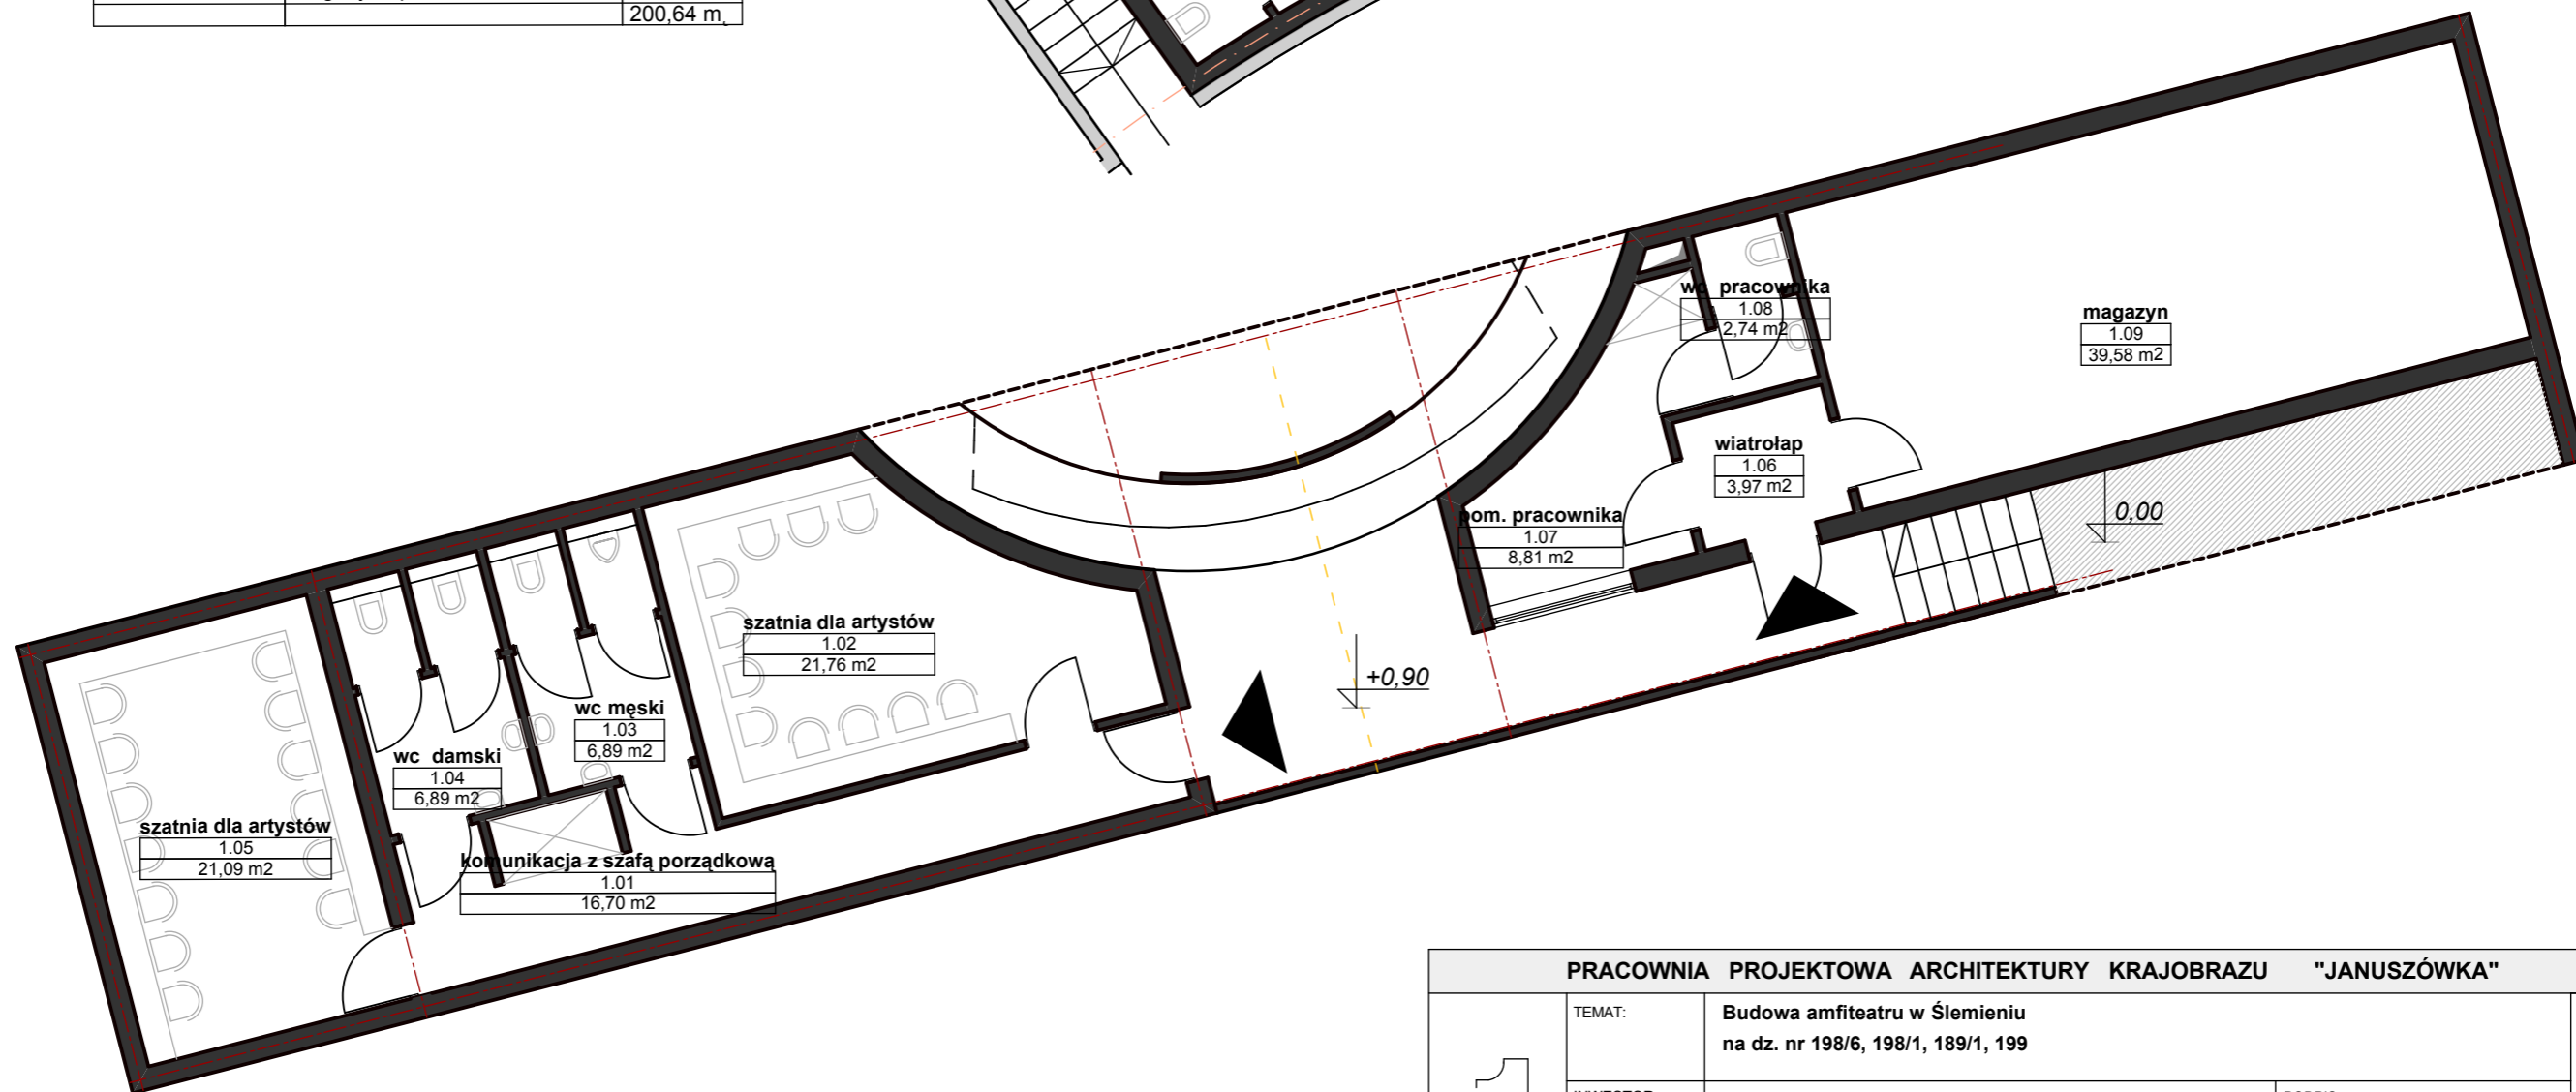 200,64 m
wc pracownika
1.08
2,74 m2
magazyn
1.09
39,58 m2
wiatrołap
1.06
3,97 m2
pom. pracownika
1.07
8,81 m2
0,00
szatnia dla artystów
1.02
21,76 m2
+0,90
wc męski
1.03
6,89 m2
wc damski
1.04
6,89 m2
szatnia dla artystów
1.05
21,09 m2
komunikacja z szafą porządkową
1.01
16,70 m2
PRACOWNIA PROJEKTOWA ARCHITEKTURY KRAJOBRAZU "JANUSZÓWKA"
TEMAT:
Budowa amfiteatru w Ślemieniu
na dz. nr 198/6, 198/1, 189/1, 199